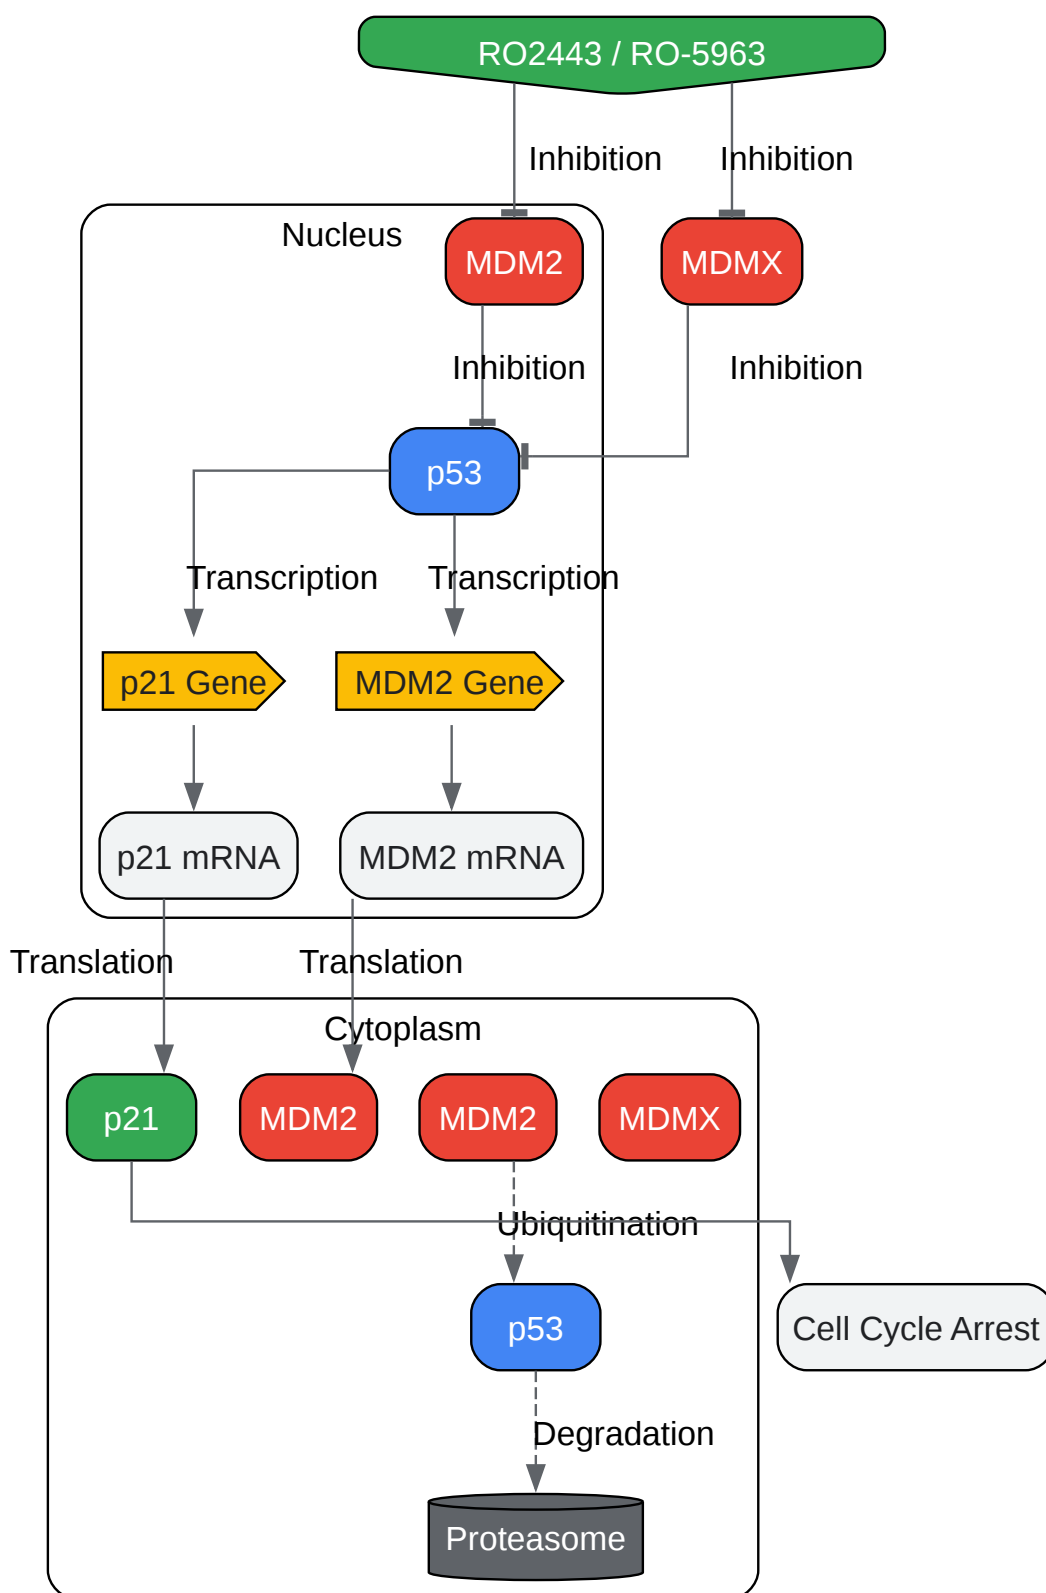 RO2443 / RO-5963
Inhibition
Inhibition
Nucleus
MDM2
MDMX
Inhibition
Inhibition
p53
Transcription
Transcription
p21 Gene
MDM2 Gene
p21 mRNA
MDM2 mRNA
Translation
Translation
Cytoplasm
p21
MDM2
MDM2
MDMX
Ubiquitination
p53
Cell Cycle Arrest
Degradation
Proteasome